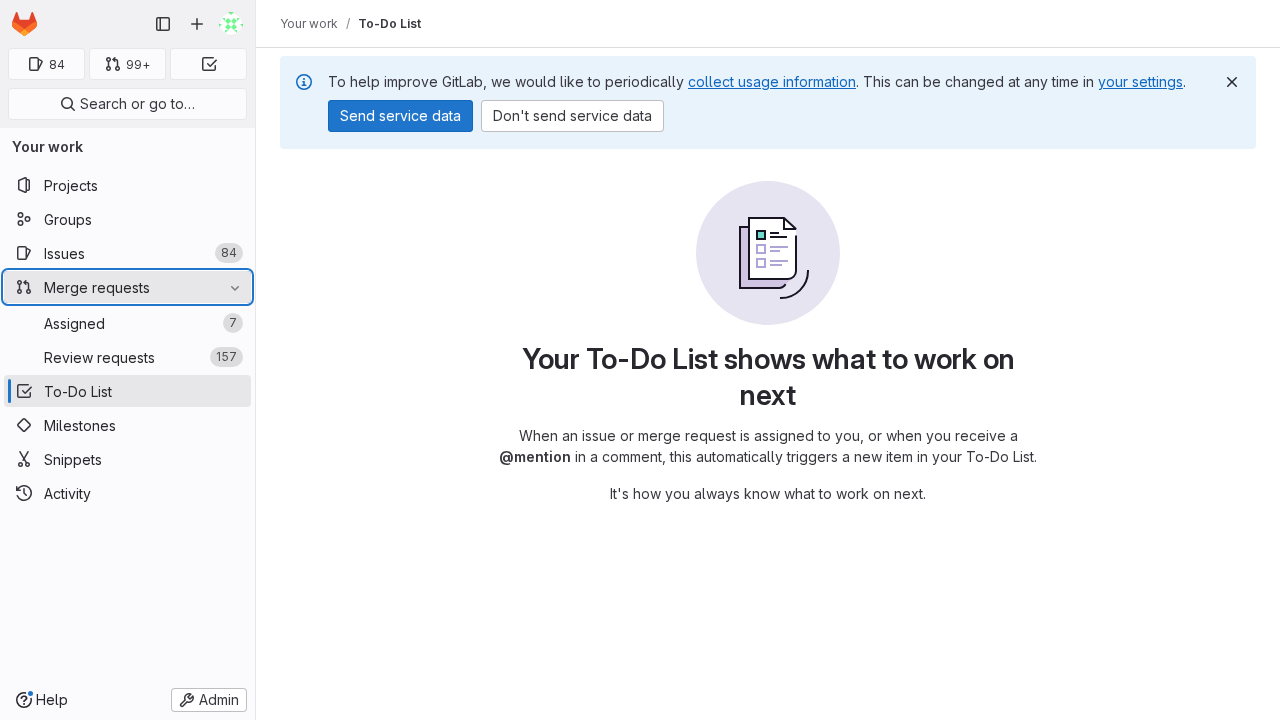 84
99+
Search or go to…
Your work
Projects
Groups
Issues 84
Merge requests
Assigned 7
Review requests 157
To-Do List
Milestones
Snippets
Activity
Help
Admin
Your work / To-Do List
To help improve GitLab, we would like to periodically collect usage information. This can be changed at any time in your settings.
Send service data
Don't send service data
Your To-Do List shows what to work on
next
When an issue or merge request is assigned to you, or when you receive a
@mention in a comment, this automatically triggers a new item in your To-Do List.
It's how you always know what to work on next.